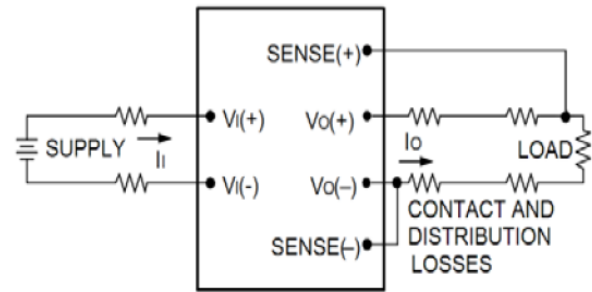 SENSE(+)
VI(+)
VO(+)
SUPPLY
II
IO
LOAD
VI(-)
VO(–)
CONTACT AND
DISTRIBUTION
LOSSES
SENSE(–)